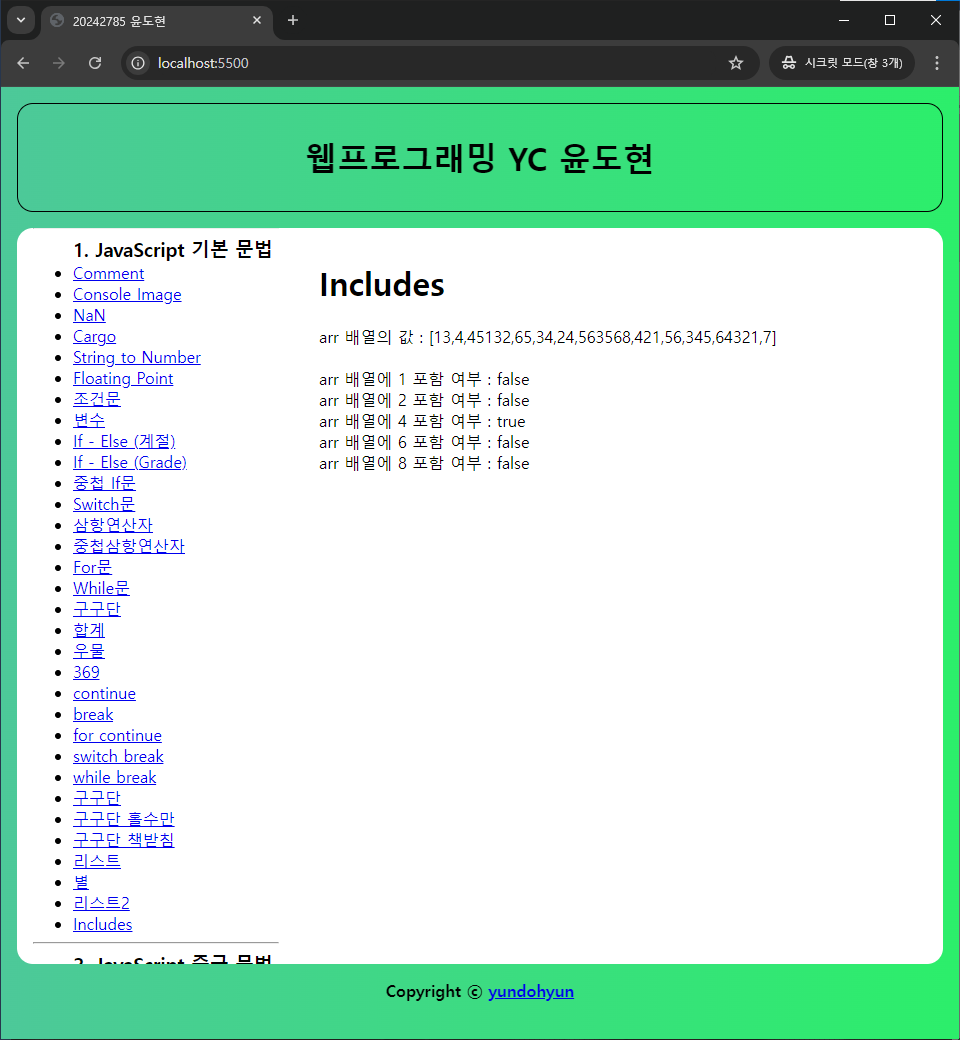 20242785 윤도현
localhost:5500
시크릿 모드(창 3개)
웹프로그래밍 YC 윤도현
1. JavaScript 기본 문법
Comment
Console Image
NaN
Cargo
String to Number
Floating Point
조건문
변수
If - Else (계절)
If - Else (Grade)
중첩 If문
Switch문
삼항연산자
중첩삼항연산자
For문
While문
구구단
합계
우물
369
continue
break
for continue
switch break
while break
구구단
구구단 홀수만
구구단 책받침
리스트
별
리스트2
Includes
2. JavaScript 중급 문법
Includes
arr 배열의 값 : [13,4,45132,65,34,24,563568,421,56,345,64321,7]
arr 배열에 1 포함 여부 : false
arr 배열에 2 포함 여부 : false
arr 배열에 4 포함 여부 : true
arr 배열에 6 포함 여부 : false
arr 배열에 8 포함 여부 : false
Copyright © yundohyun